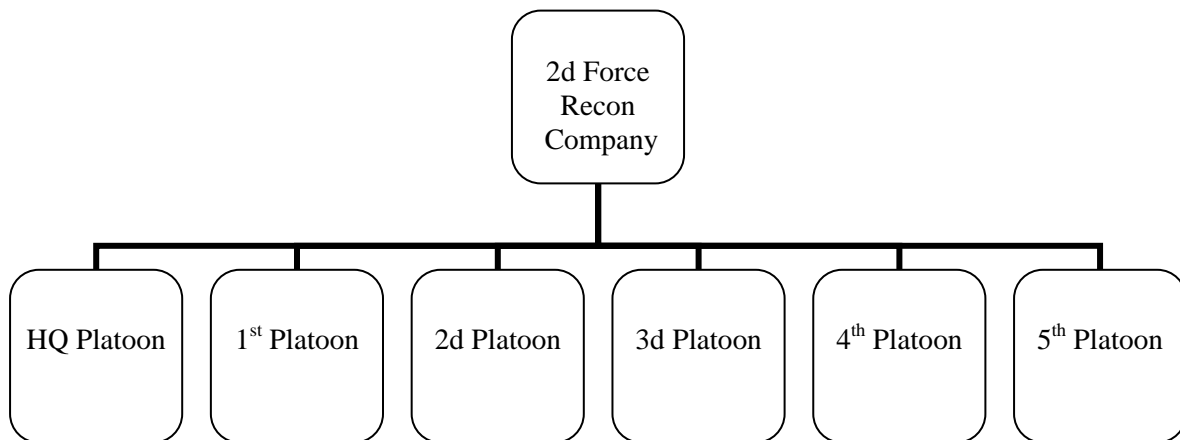 2d Force
Recon
Company
HQ Platoon
1st Platoon
2d Platoon
3d Platoon
4th Platoon
5th Platoon